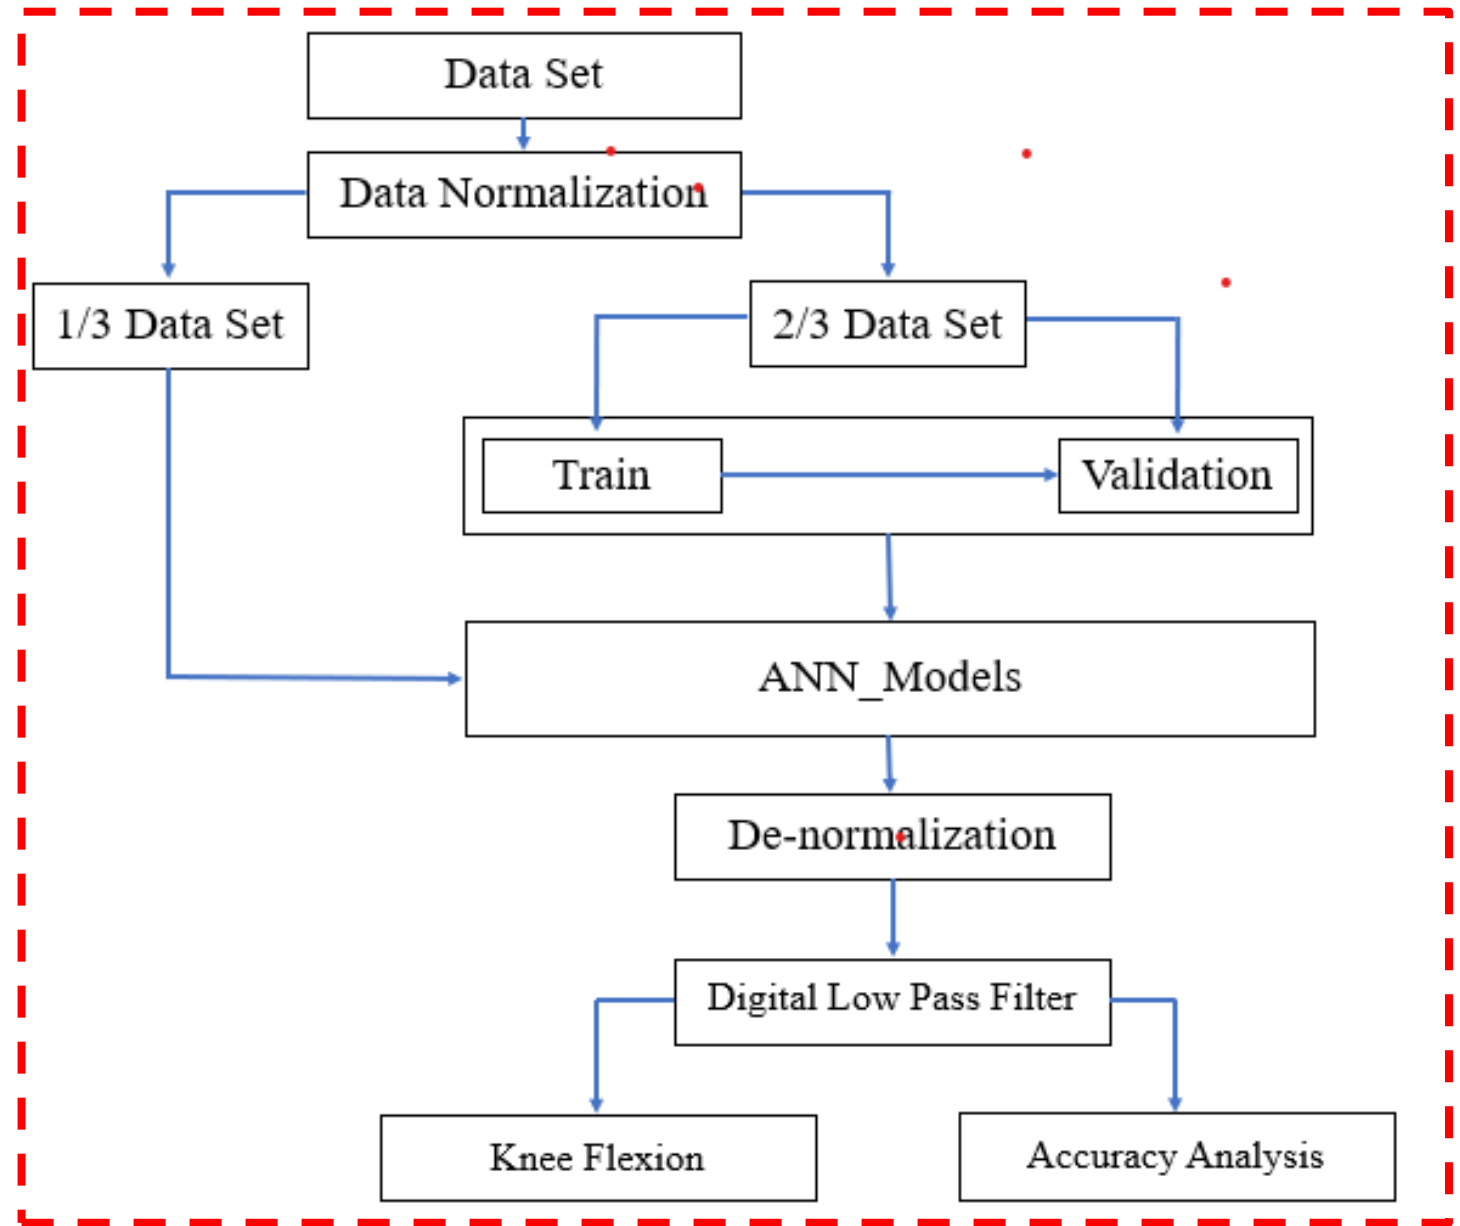 Data Set
Data Normalization
1/3 Data Set
2/3 Data Set
Train
Validation
ANN_Models
De-normalization
Digital Low Pass Filter
Knee Flexion
Accuracy Analysis